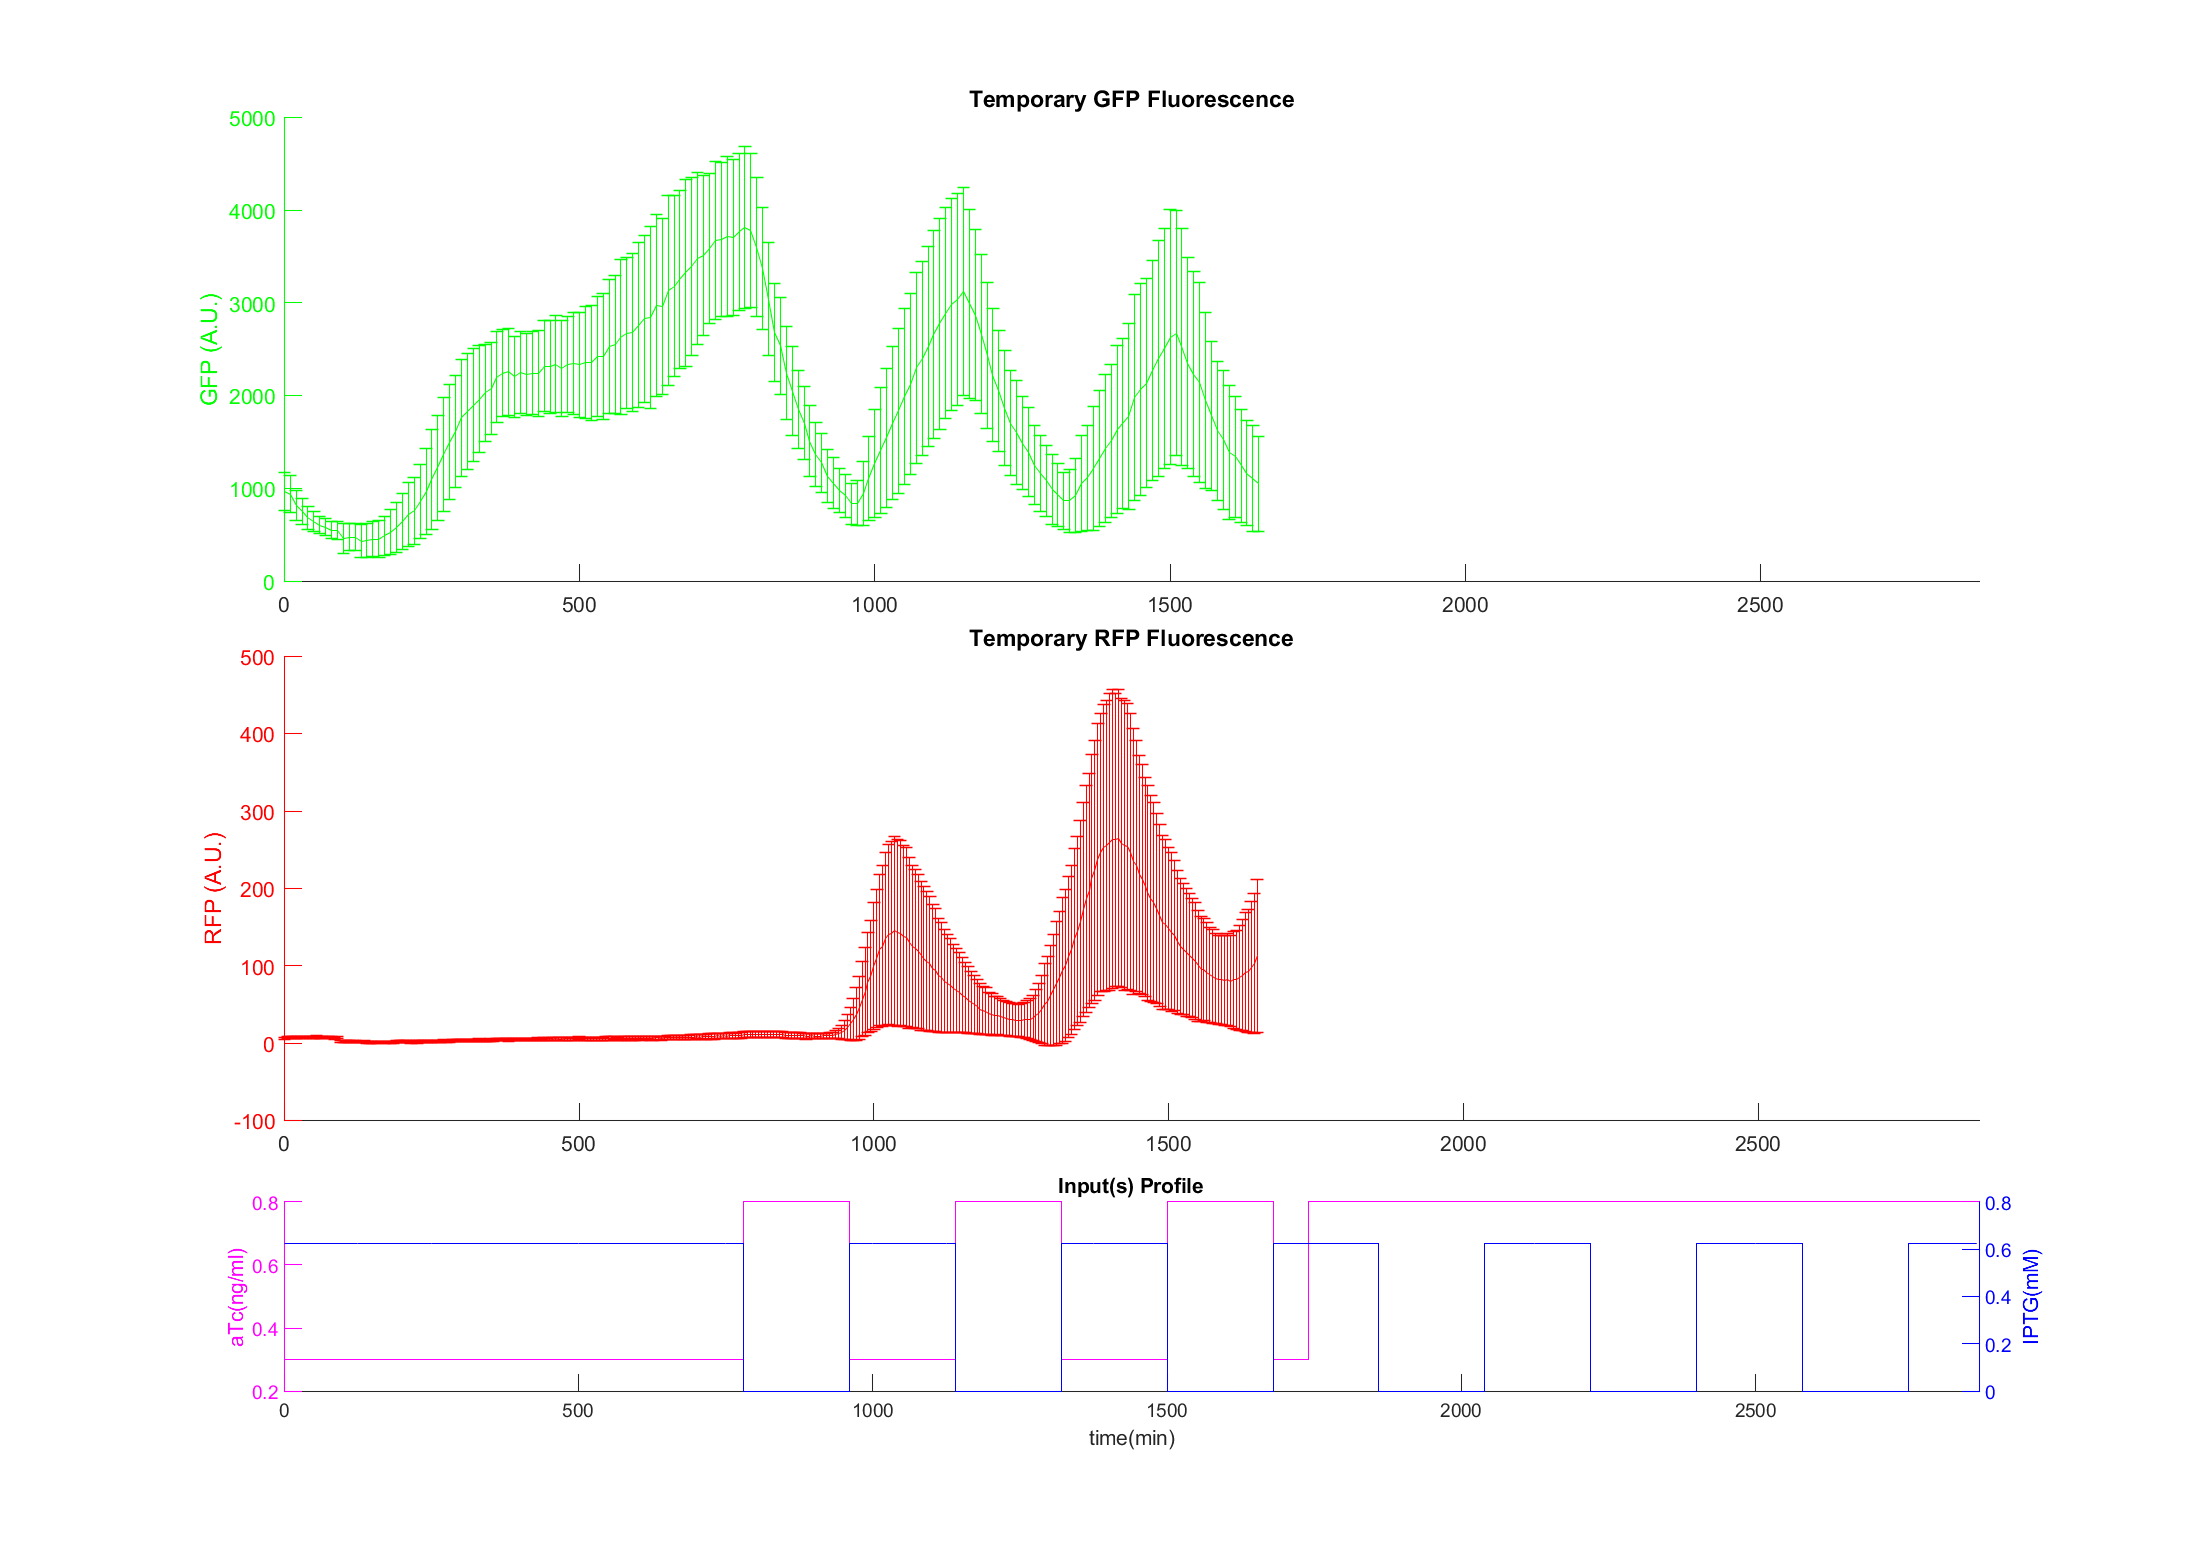 Temporary GFP Fluorescence
5000
4000
3000
2000
1000
0
GFP (A.U.)
0 500 1000 1500 2000 2500
Temporary RFP Fluorescence
500
400
300
200
100
0
-100
RFP (A.U.)
0 500 1000 1500 2000 2500
Input(s) Profile
0.8
0.6
0.4
0.2
aTc(ng/ml)
0.8
0.6
0.4
0.2
0
IPTG(mM)
0 500 1000 1500 2000 2500
time(min)